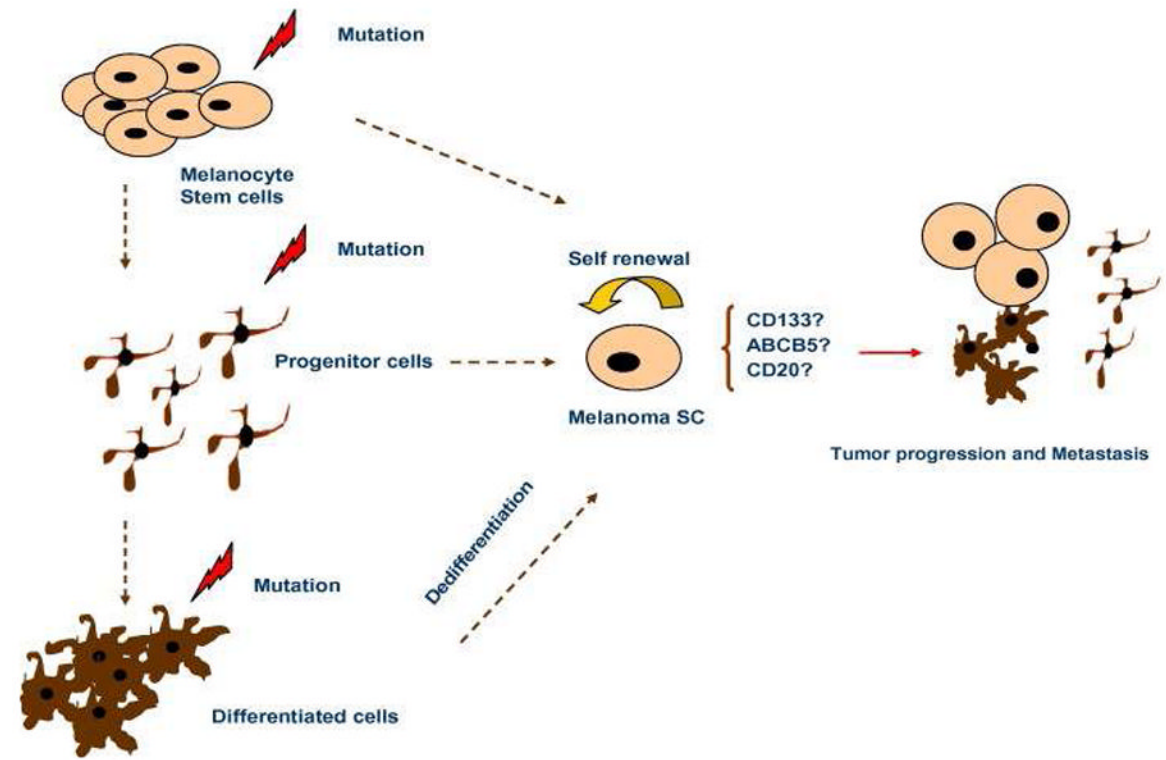 Mutation
Melanocyte
Stem cells
Mutation
Self renewal
CD133?
ABCB5?
CD20?
Progenitor cells
Melanoma SC
Tumor progression and Metastasis
Dedifferentiation
Mutation
Differentiated cells